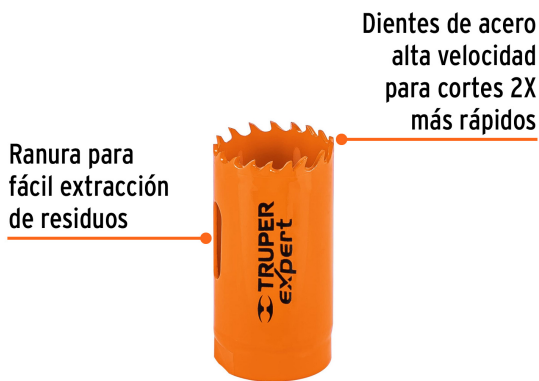 Dientes de acero
alta velocidad
para cortes 2X
más rápidos
Ranura para
fácil extracción
de residuos
TRUPER
expert